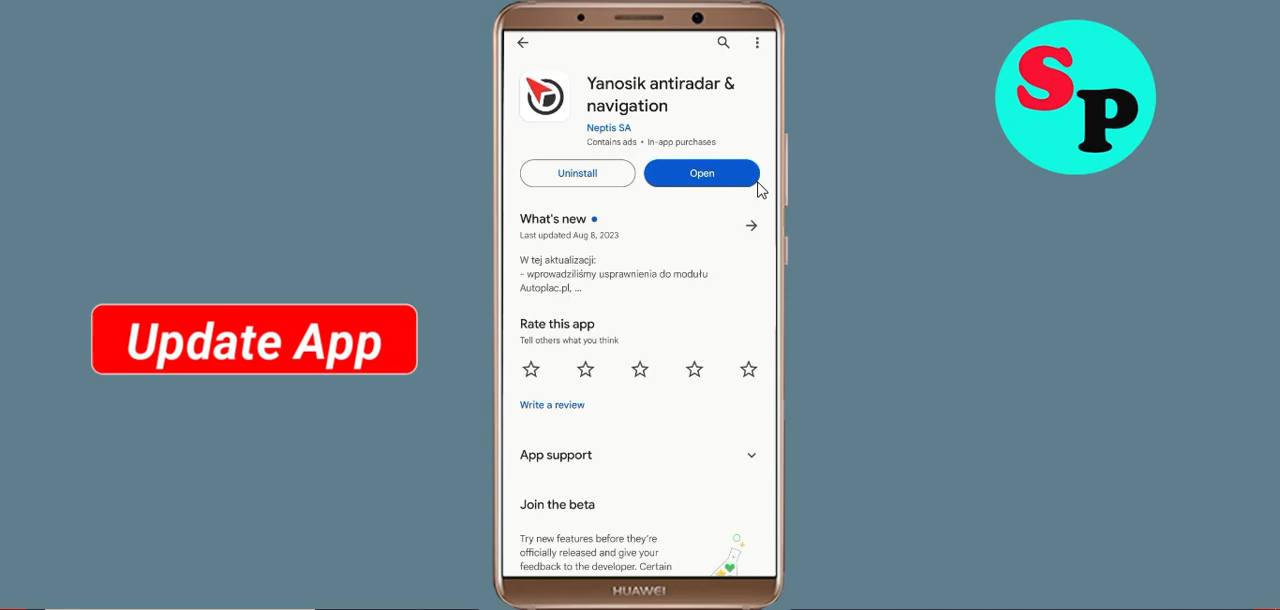 Yanosik antiradar &
navigation
Neptis SA
Contains ads • In-app purchases
Uninstall
Open
What's new
Last updated Aug 8, 2023
W tej aktualizacji:
- wprowadziliśmy usprawnienia do modułu
Autoplac.pl, ...
Rate this app
Tell others what you think
Write a review
App support
Join the beta
Try new features before they're
officially released and give your
feedback to the developer. Certain
HUAWEI
Update App
SP